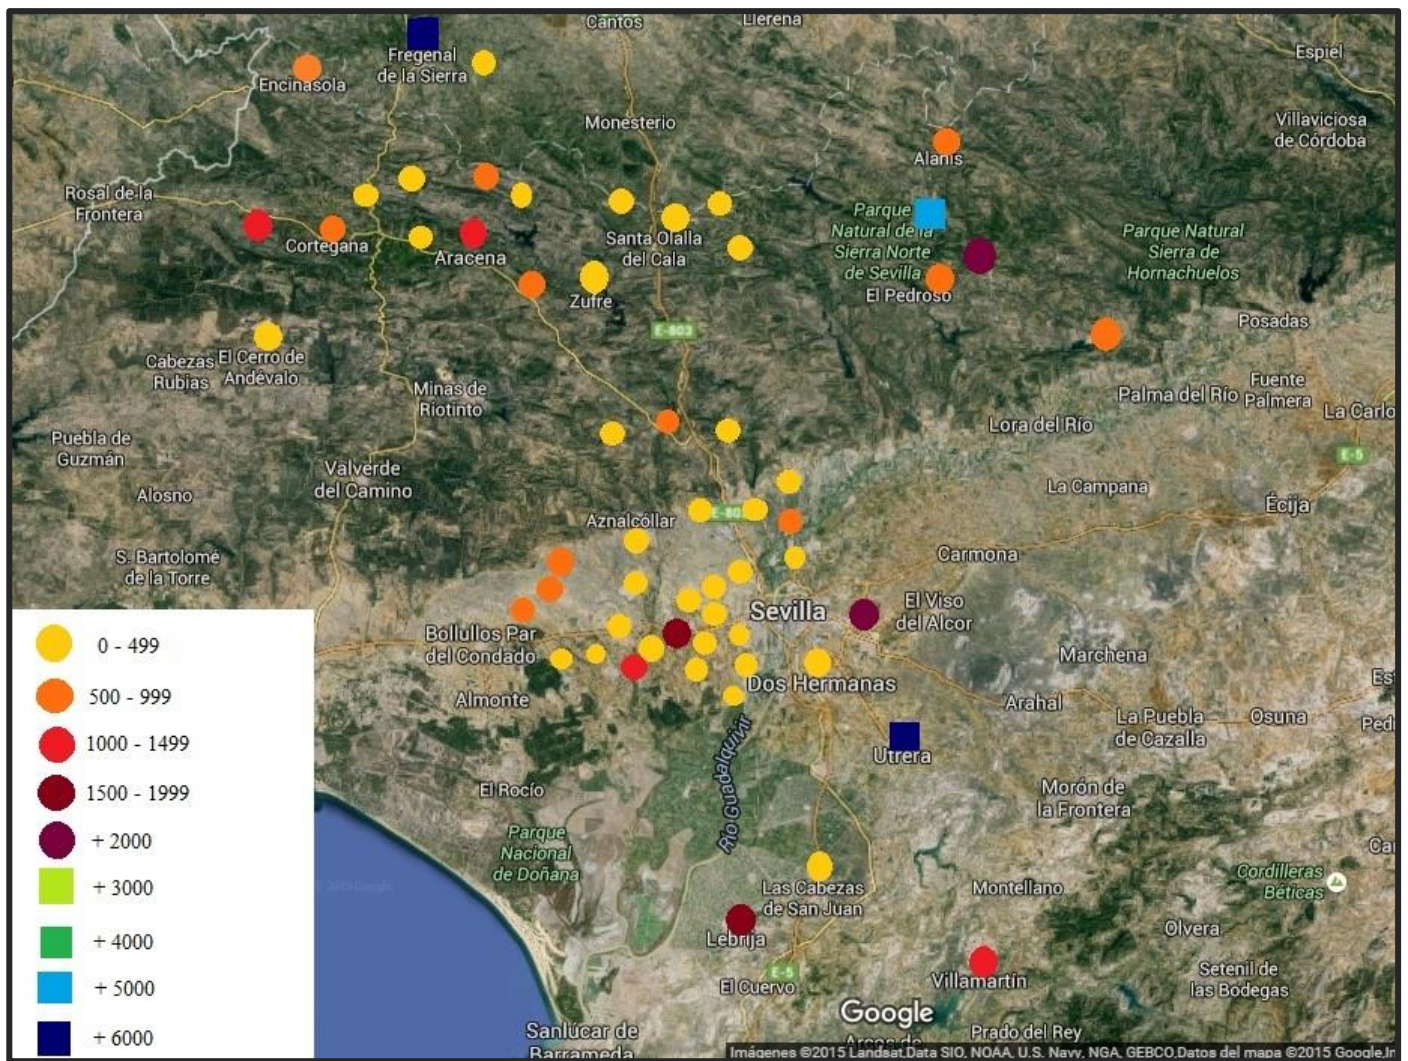 Cantos
Llerena
Fregenal
de la Sierra
Encinasola
Espiel
Monesterio
Villaviciosa
de Córdoba
Alanís
Rosal de la
Frontera
Cortegana
Aracena
Santa Olalla
del Cala
Parque
Natural de la
Sierra Norte
de Sevilla
Parque Natural
Sierra de
Hornachuelos
El Pedroso
Zufre
E-803
Posadas
Cabezas
Rubias
El Cerro de
Andévalo
Minas de
Riotinto
Palma del Río
Fuente
Palmera
La Carlo
Lora del Río
Puebla de
Guzmán
E-5
Valverde
del Camino
Alosno
La Campana
Écija
Aznalcóllar
E-80
S. Bartolomé
de la Torre
Carmona
Sevilla
El Viso
del Alcor
Bollullos Par
del Condado
Marchena
Almonte
Dos Hermanas
Es
Arahal
La Puebla
de Cazalla
Osuna
Ped
Utrera
Río Guadalquivir
El Rocío
Morón de
la Frontera
Parque
Nacional
de Doñana
Ca
Cordilleras
Béticas
Las Cabezas
de San Juan
Montellano
Lebrija
Olvera
E-5
El Cuervo
Villamartín
Setenil de
las Bodegas
Google
Sanlúcar de
Barrameda
Prado del Rey
Arcos de
Imágenes ©2015 Landsat,Data SIO, NOAA, U.S. Navy, NGA, GEBCO,Datos del mapa ©2015 Google,In
0 - 499
500 - 999
1000 - 1499
1500 - 1999
+ 2000
+ 3000
+ 4000
+ 5000
+ 6000